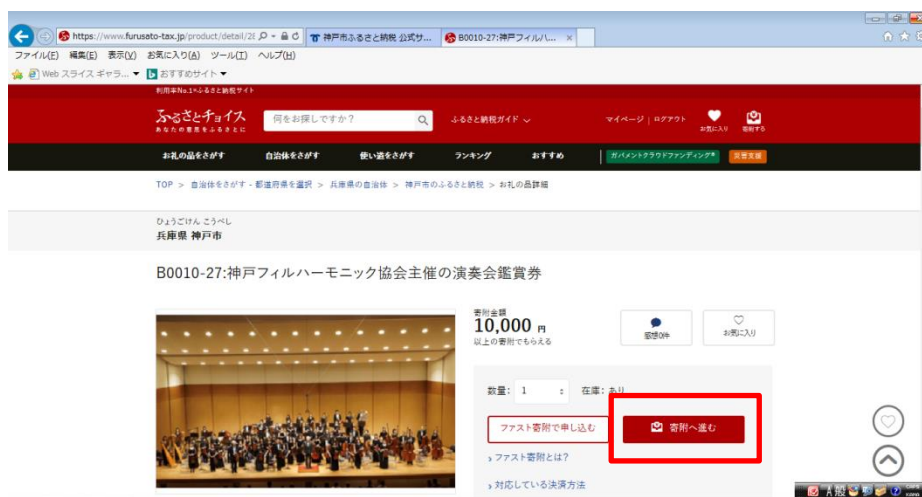 https://www.furusato-tax.jp/product/detail/28
神戸市ふるさと納税 公式サ...
B0010-27:神戸フィルハ...
ファイル(F) 編集(E) 表示(V) お気に入り(A) ツール(T) ヘルプ(H)
Web スライス ギャラ... おすすめサイト
利用率No.1×ふるさと納税サイト
ふるさとチョイス
あなたの意思をふるさとに
何をお探しですか?
ふるさと納税ガイド
マイページ | ログアウト
お気に入り
寄附する
お礼の品をさがす 自治体をさがす 使い道をさがす ランキング おすすめ ガバメントクラウドファンディング® 災害支援
TOP > 自治体をさがす - 都道府県を選択 > 兵庫県の自治体 > 神戸市のふるさと納税 > お礼の品詳細
ひょうごけん こうべし
兵庫県 神戸市
B0010-27:神戸フィルハーモニック協会主催の演奏会鑑賞券
寄附金額
10,000 円
以上の寄附でもらえる
感想0件
お気に入り
数量: 1 在庫: あり
ファスト寄附で申し込む
寄附へ進む
› ファスト寄附とは?
› 対応している決済方法
A 般